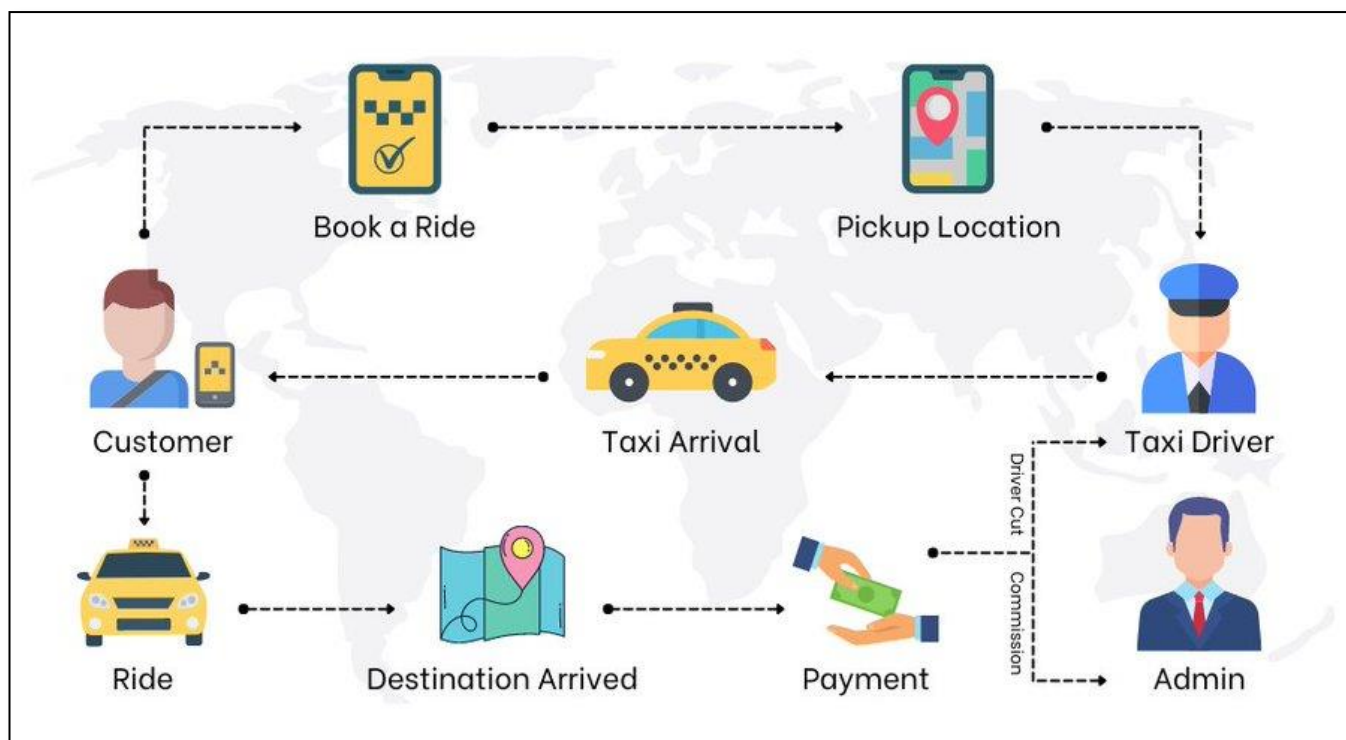 Book a Ride
Pickup Location
Customer
Taxi Arrival
Taxi Driver
Driver Cut
Commission
Ride
Destination Arrived
Payment
Admin